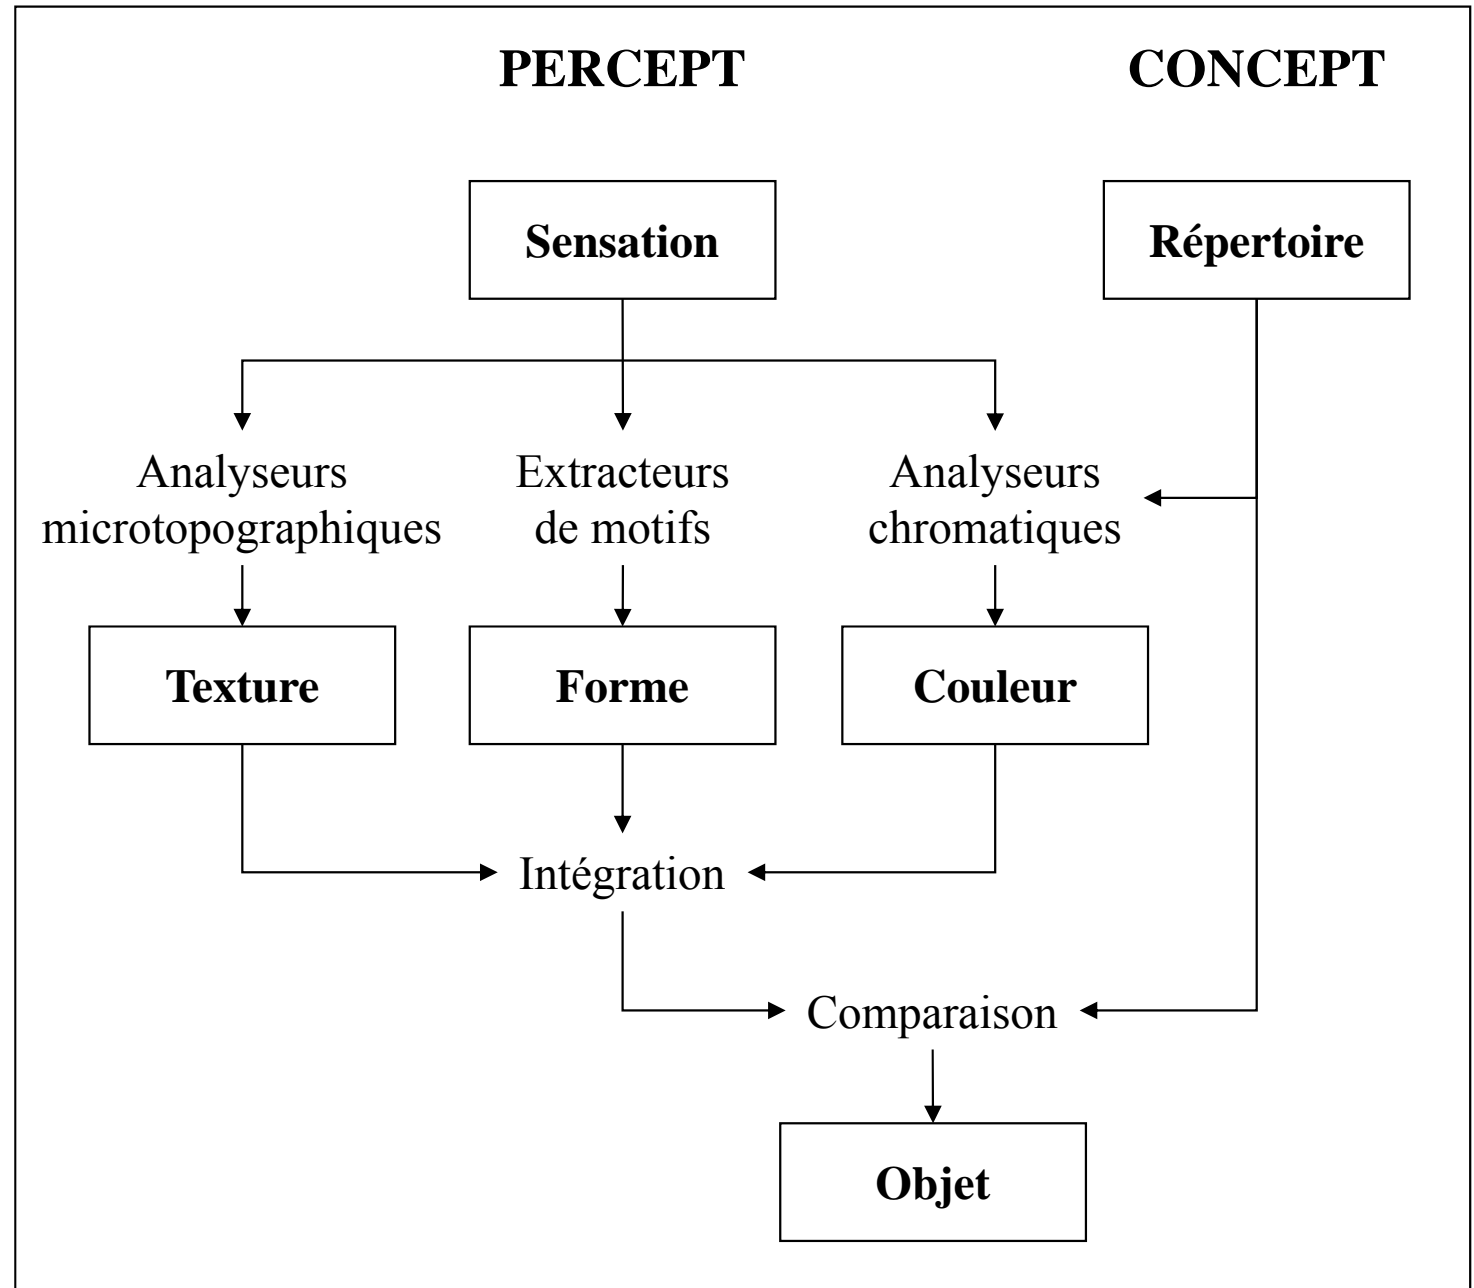 PERCEPT
CONCEPT
Sensation
Répertoire
Analyseurs
microtopographiques
Extracteurs
de motifs
Analyseurs
chromatiques
Texture
Forme
Couleur
Intégration
Comparaison
Objet